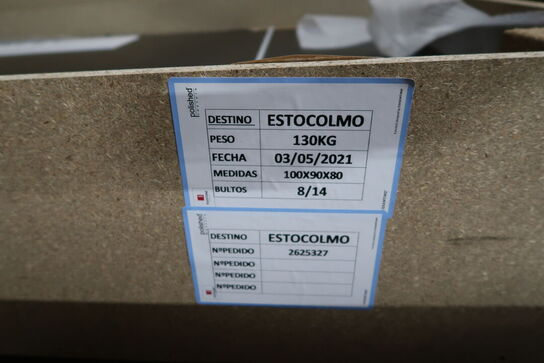 polished
DESTINO ESTOCOLMO
PESO 130KG
FECHA 03/05/2021
MEDIDAS 100X90X80
BULTOS 8/14
polished
DESTINO ESTOCOLMO
NºPEDIDO 2625327
NºPEDIDO
NºPEDIDO
NºPEDIDO